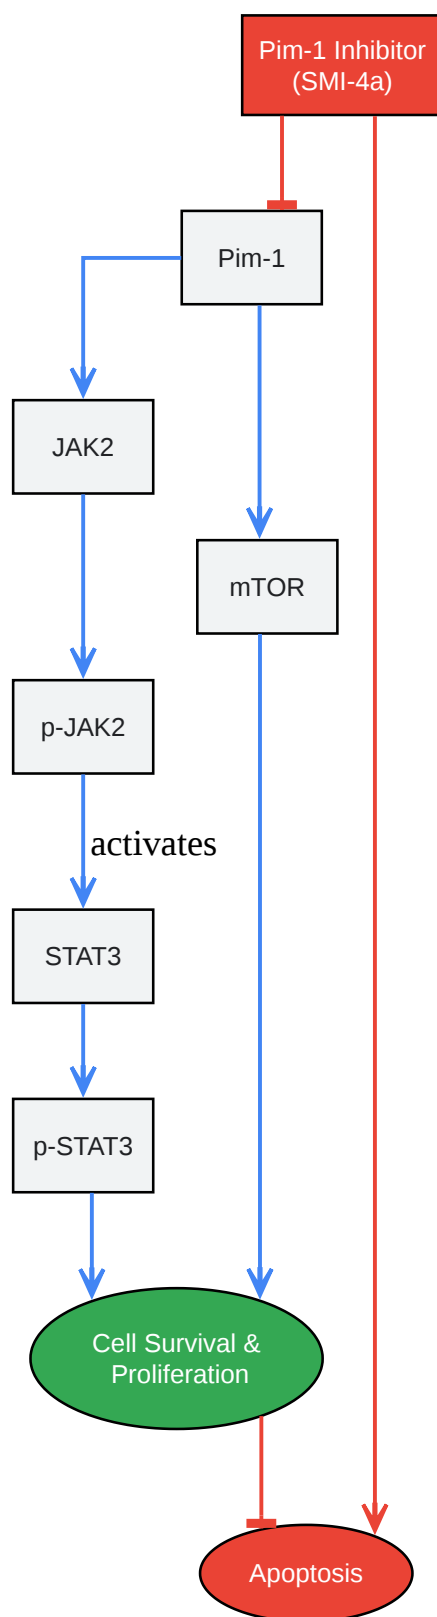 Pim-1 Inhibitor
(SMI-4a)
Pim-1
JAK2
mTOR
p-JAK2
activates
STAT3
p-STAT3
Cell Survival &
Proliferation
Apoptosis